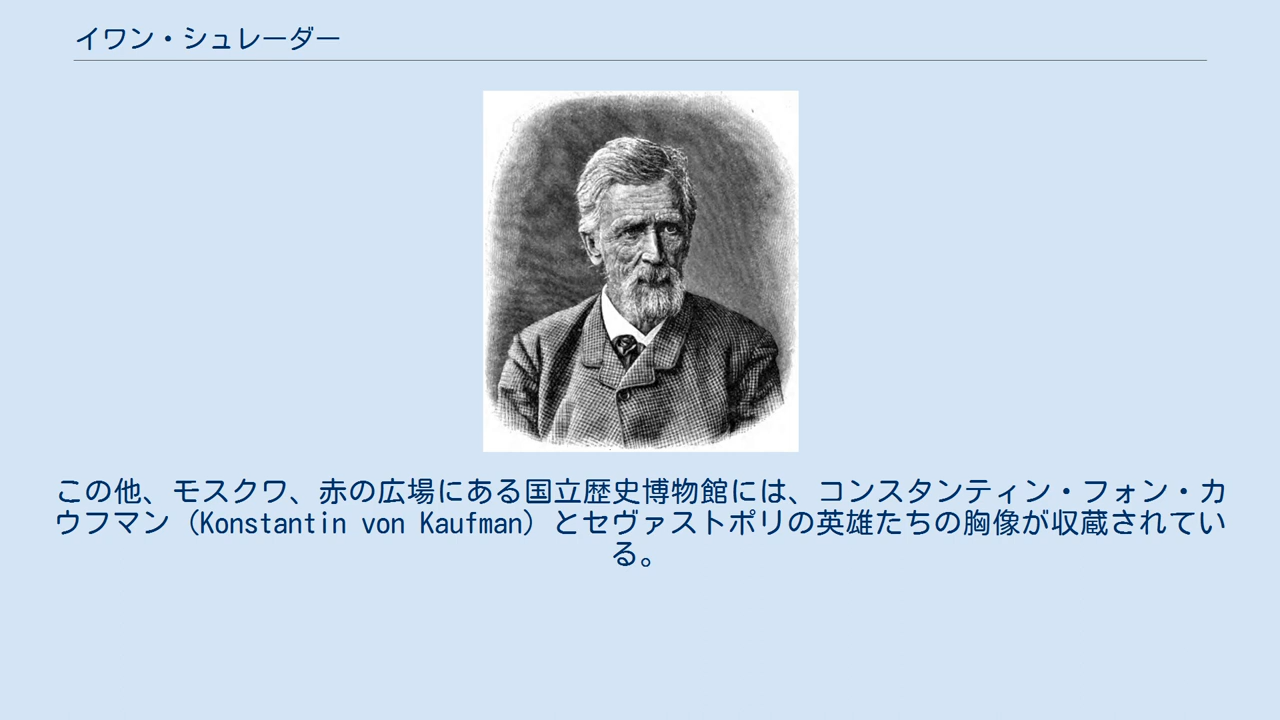 イワン・シュレーダー
この他、モスクワ、赤の広場にある国立歴史博物館には、コンスタンティン・フォン・カ
ウフマン（Konstantin von Kaufman）とセヴァストポリの英雄たちの胸像が収蔵されてい
る。